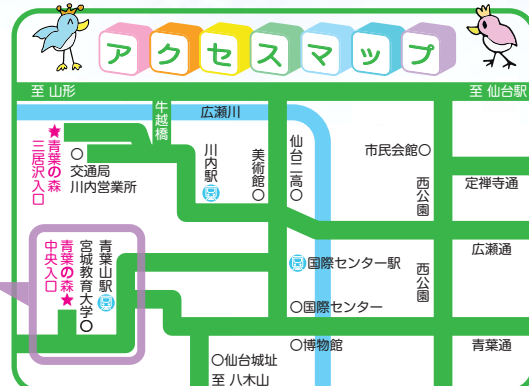 アクセスマップ
至 山形
至 仙台駅
牛越橋
広瀬川
★青葉の森
三居沢入口
○
交通局
川内営業所
川内駅
美術館○
仙台二高○
市民会館○
西公園
定禅寺通
広瀬通
青葉山駅
宮城教育大学○
青葉の森★
中央入口
国際センター駅
西公園
○国際センター
○博物館
青葉通
○仙台城址
至 八木山